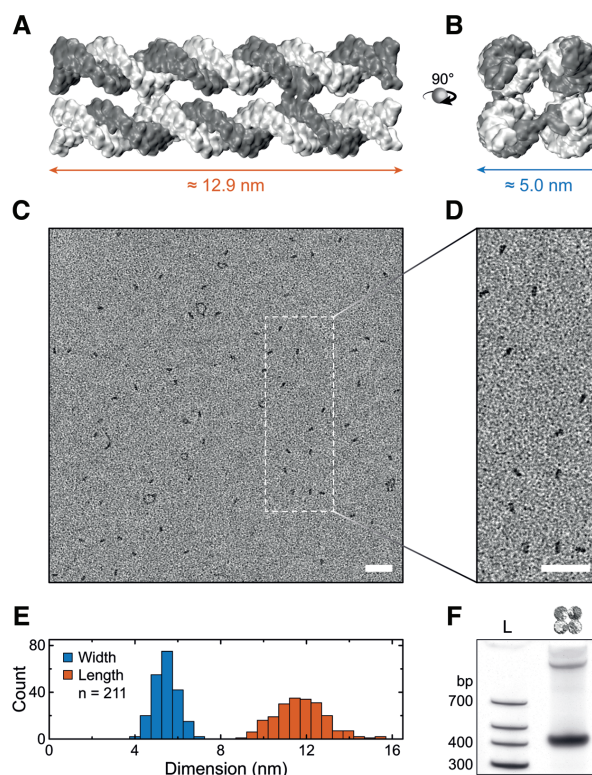 A
B
90°
≈ 12.9 nm
≈ 5.0 nm
C
D
E
80
40
0
Count
Width
Length
n = 211
0
4
8
12
16
Dimension (nm)
F
L
bp
700
400
300